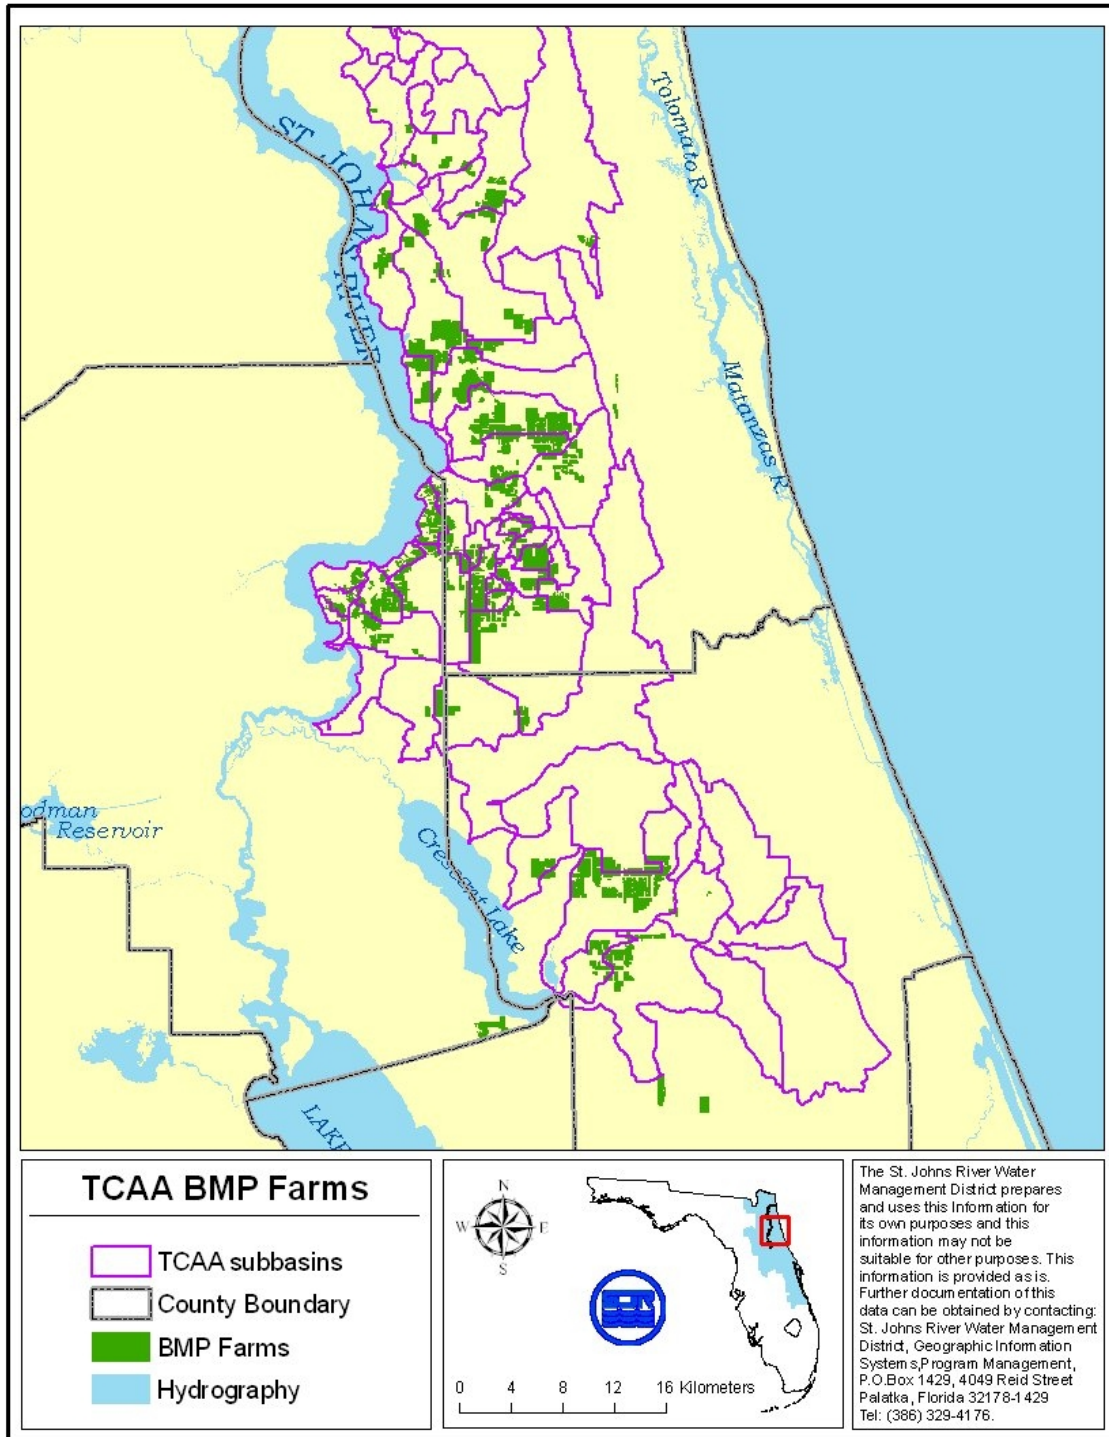 Tolomato R.
ST. JOHNS RIVER
Matanzas R.
odman
Reservoir
Crescent Lake
LAKE
TCAA BMP Farms
TCAA subbasins
County Boundary
BMP Farms
Hydrography
N
W E
S
0 4 8 12 16 Kilometers
The St. Johns River Water
Management District prepares
and uses this Information for
its own purposes and this
information may not be
suitable for other purposes. This
information is provided as is.
Further documentation of this
data can be obtained by contacting:
St. Johns River Water Management
District, Geographic Information
Systems,Program Management,
P.O.Box 1429, 4049 Reid Street
Palatka, Florida 32178-1429
Tel: (386) 329-4176.